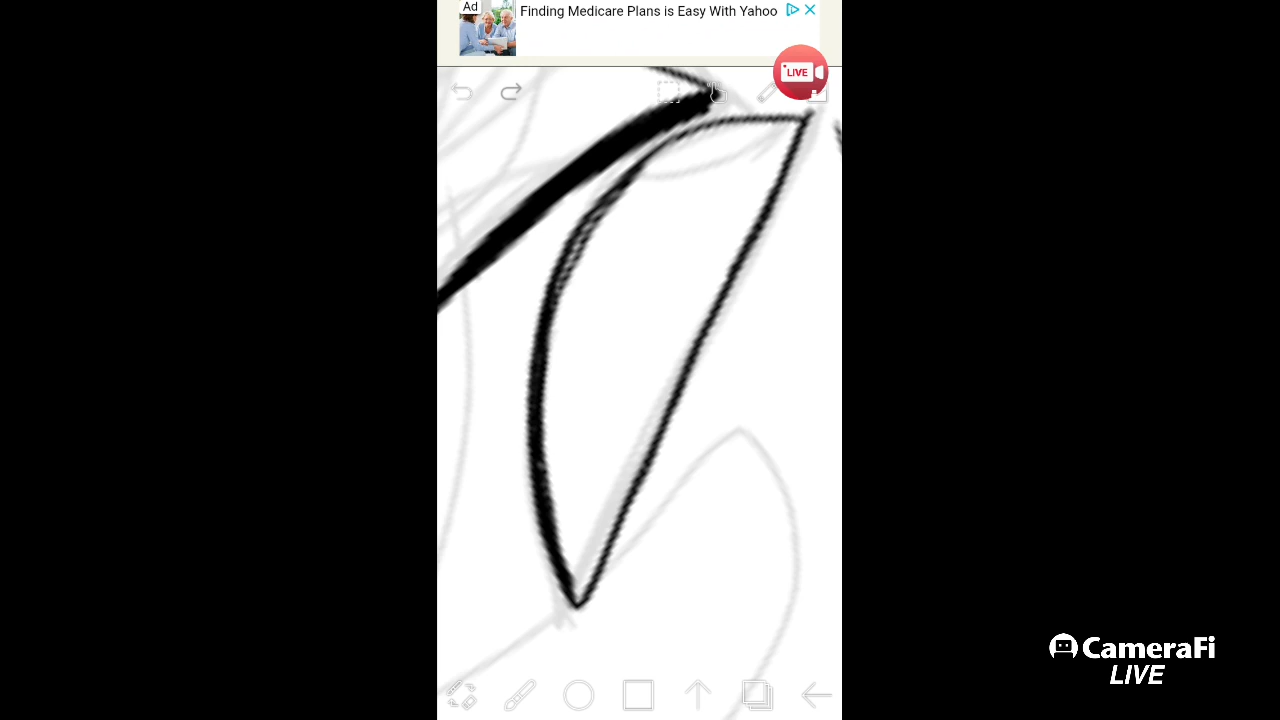 Ad
Finding Medicare Plans is Easy With Yahoo
LIVE
CameraFi
LIVE